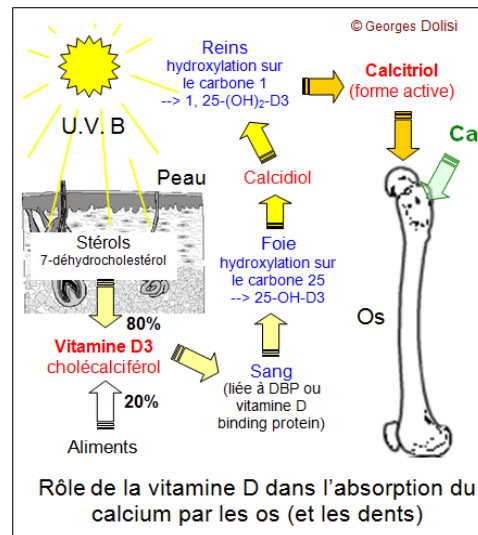 © Georges Dolisi
Reins
hydroxylation sur
le carbone 1
--> 1, 25-(OH)₂-D3
Calcitriol
(forme active)
U.V. B
Ca
Peau
Calcidiol
Stérols
7-déhydrocholestérol
Foie
hydroxylation sur
le carbone 25
--> 25-OH-D3
Os
80%
Vitamine D3
cholécalciférol
Sang
(liée à DBP ou
vitamine D
binding protein)
20%
Aliments
Rôle de la vitamine D dans l'absorption du
calcium par les os (et les dents)